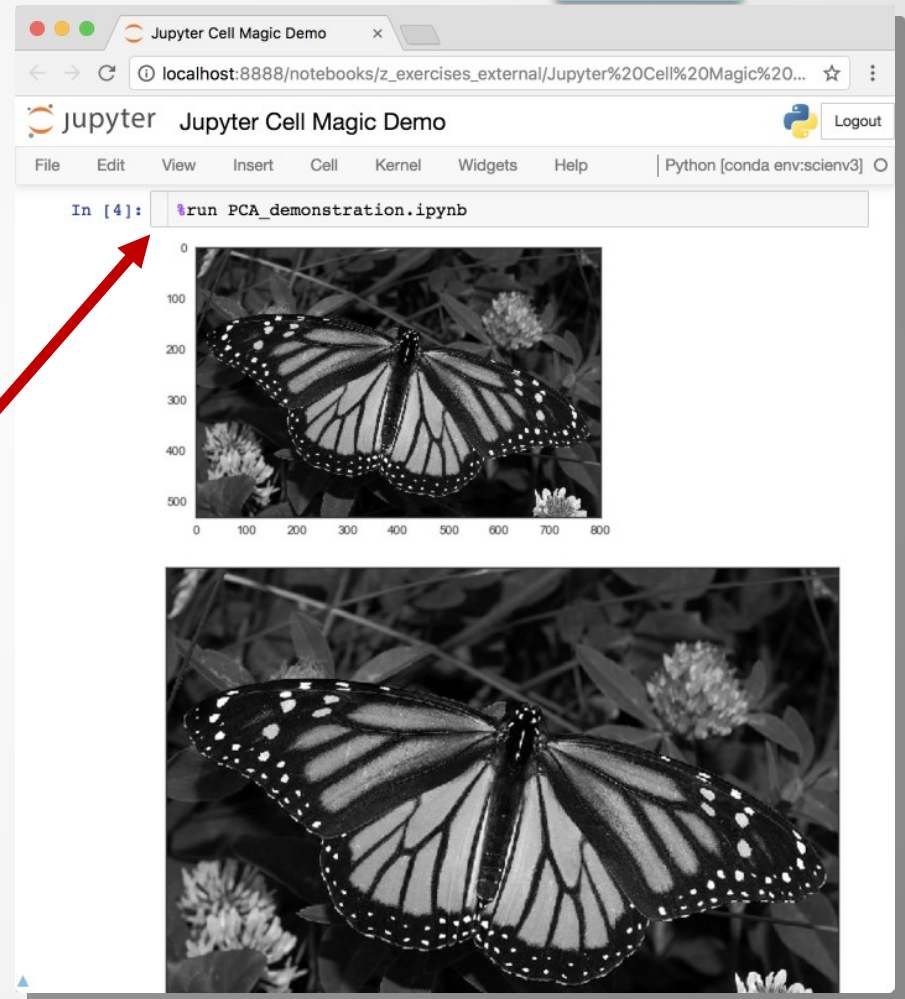 Jupyter Cell Magic Demo ×
localhost:8888/notebooks/z_exercises_external/Jupyter%20Cell%20Magic%20...
jupyter Jupyter Cell Magic Demo Logout
File Edit View Insert Cell Kernel Widgets Help Python [conda env:scienv3]
In [4]: %run PCA_demonstration.ipynb
0
100
200
300
400
500
0 100 200 300 400 500 600 700 800